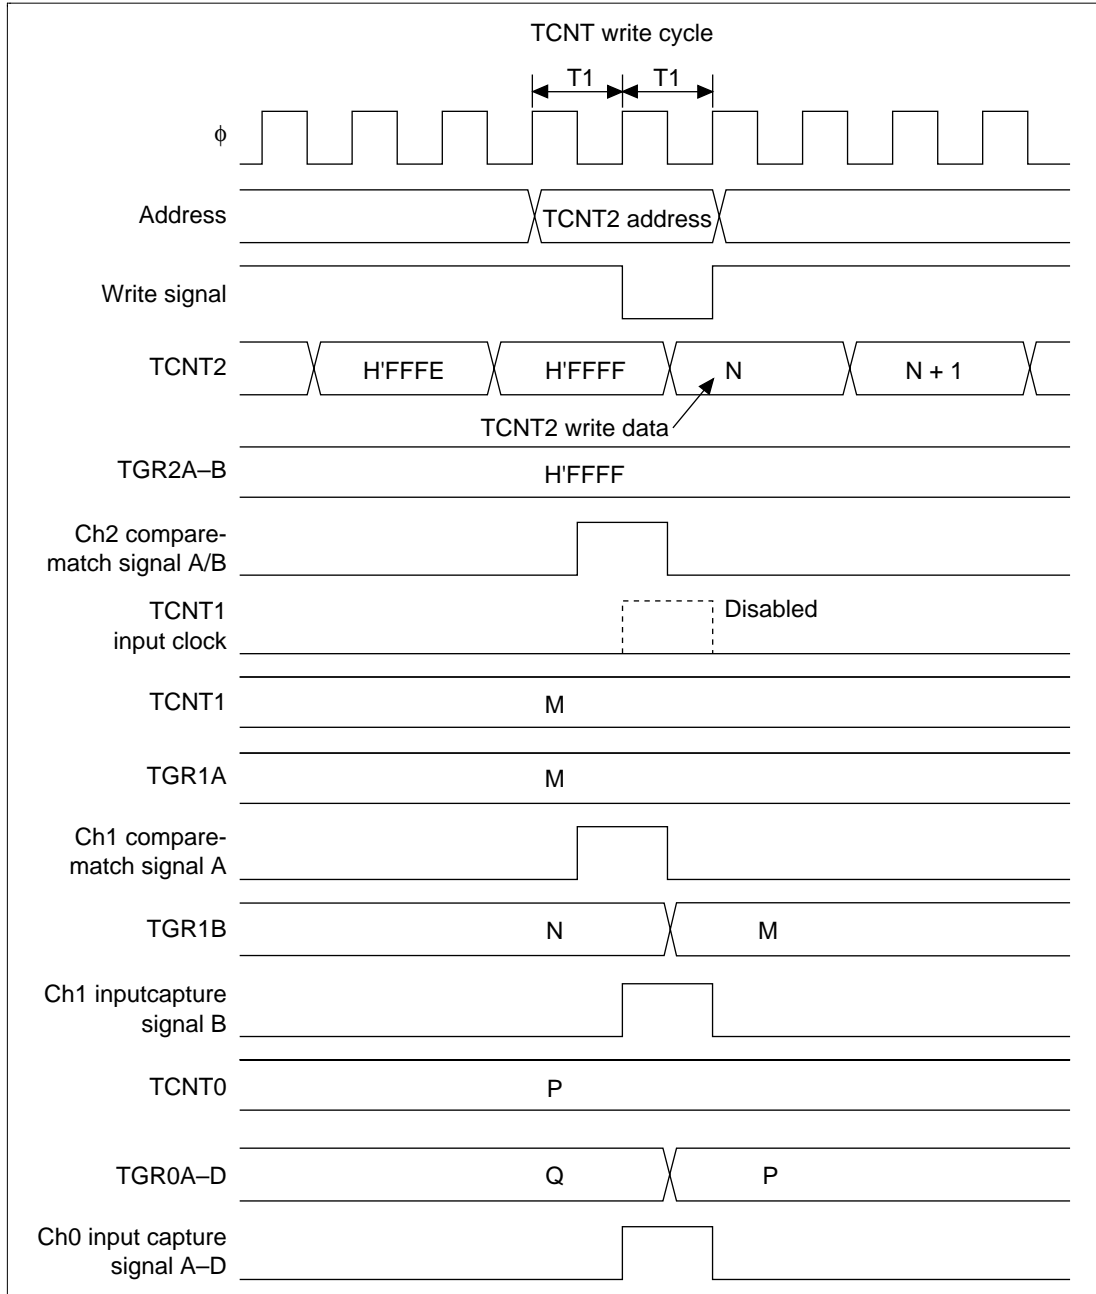 TCNT write cycle
T1 T1
ϕ
Address TCNT2 address
Write signal
TCNT2 H'FFFE H'FFFF N N + 1
TCNT2 write data
TGR2A–B H'FFFF
Ch2 compare-
match signal A/B
TCNT1 Disabled
input clock
TCNT1 M
TGR1A M
Ch1 compare-
match signal A
TGR1B N M
Ch1 inputcapture
signal B
TCNT0 P
TGR0A–D Q P
Ch0 input capture
signal A–D